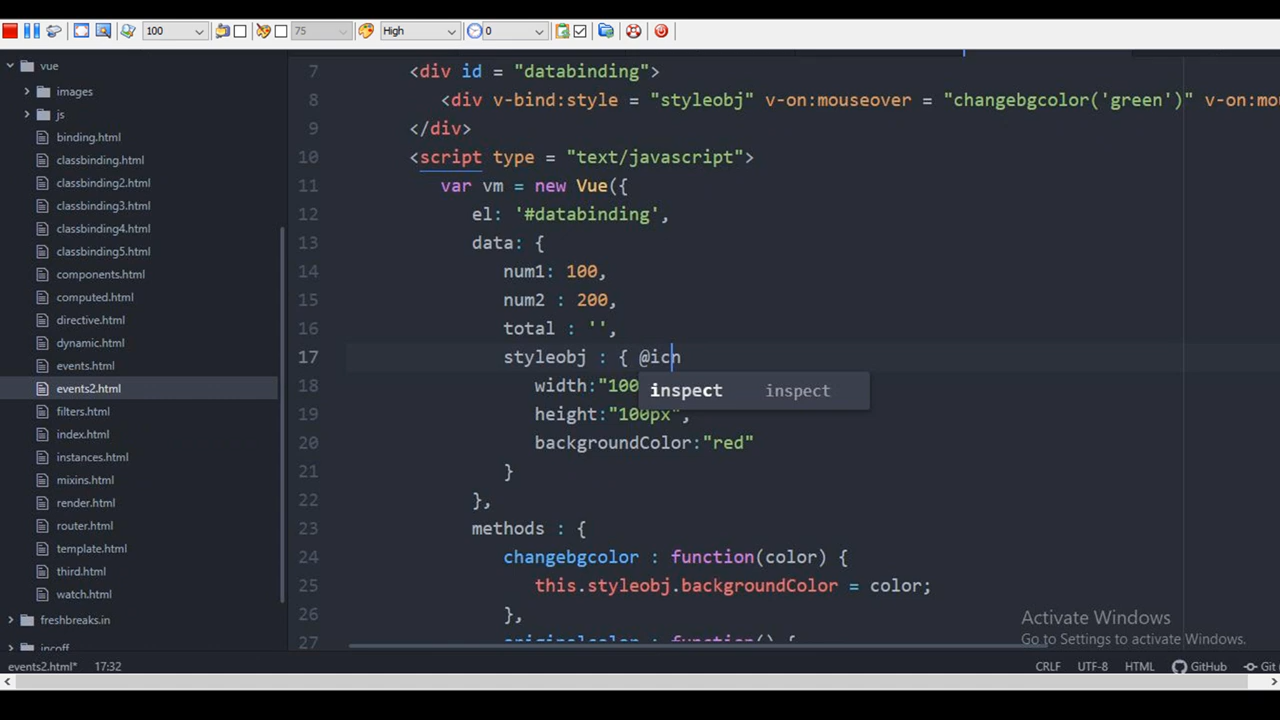 100
75
High
0
vue
images
js
binding.html
classbinding.html
classbinding2.html
classbinding3.html
classbinding4.html
classbinding5.html
components.html
computed.html
directive.html
dynamic.html
events.html
events2.html
filters.html
index.html
instances.html
mixins.html
render.html
router.html
template.html
third.html
watch.html
freshbreaks.in
incoff
7 <div id = "databinding">
8 <div v-bind:style = "styleobj" v-on:mouseover = "changebgcolor('green')" v-on:mou
9 </div>
10 <script type = "text/javascript">
11 var vm = new Vue({
12 el: '#databinding',
13 data: {
14 num1: 100,
15 num2 : 200,
16 total : '',
17 styleobj : { @icn
inspect inspect
18 width:"100
19 height:"100px",
20 backgroundColor:"red"
21 }
22 },
23 methods : {
24 changebgcolor : function(color) {
25 this.styleobj.backgroundColor = color;
26 },
27 originalcolor : function() {
Activate Windows
Go to Settings to activate Windows.
events2.html* 17:32 CRLF UTF-8 HTML GitHub Git